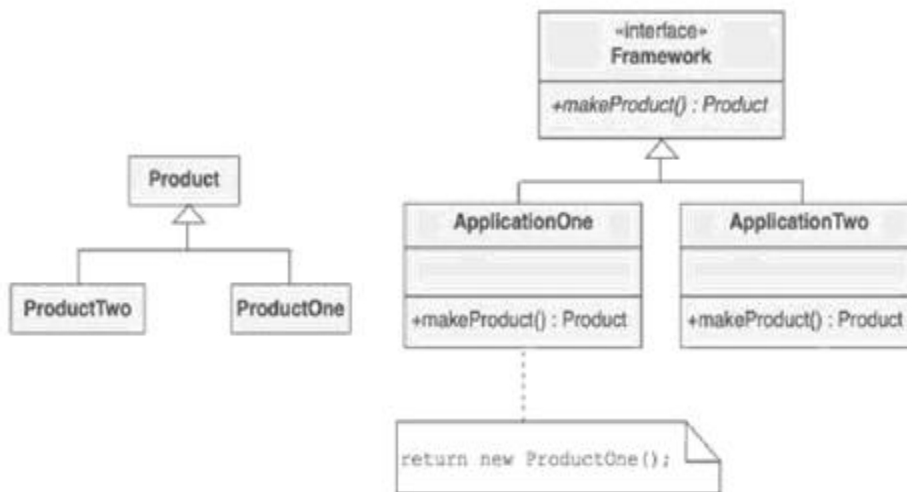 «interface»
Framework
+makeProduct() : Product
Product
ProductTwo
ProductOne
ApplicationOne
+makeProduct() : Product
ApplicationTwo
+makeProduct() : Product
return new ProductOne();